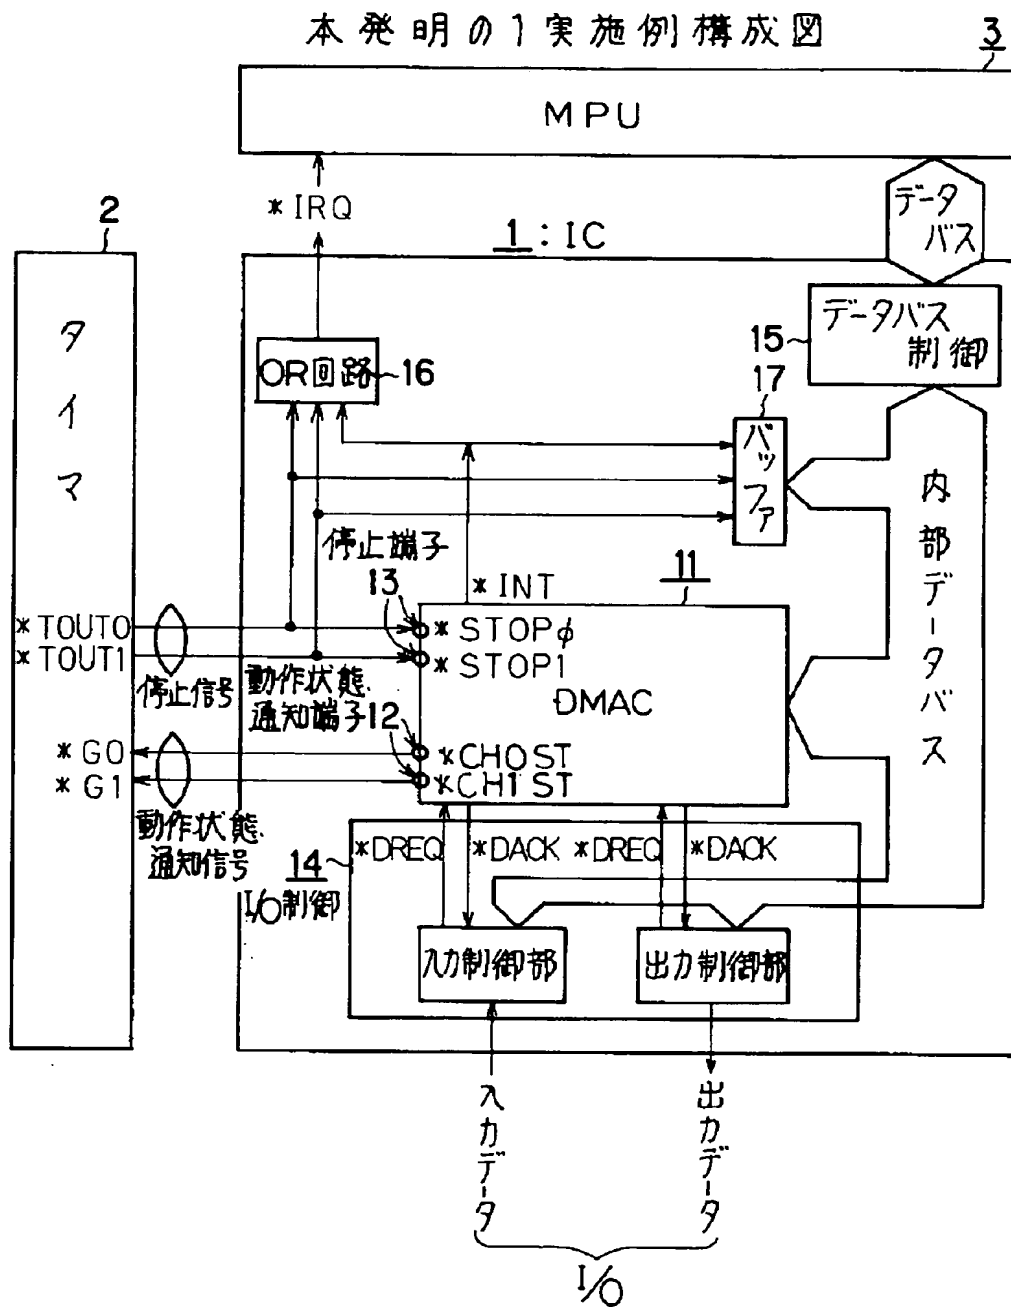 本発明の1実施例構成図
3
MPU
*IRQ
データ
バス
2
1:IC
タイマ
データバス
制御
15
OR回路
16
17
バッファ
内部データバス
停止端子
13
*INT
11
*TOUT0
*TOUT1
*STOPφ
*STOP1
停止信号
動作状態
通知端子
12
DMAC
*G0
*G1
*CH0ST
*CH1ST
動作状態
通知信号
14
I/O制御
*DREQ
*DACK
*DREQ
*DACK
入力制御部
出力制御部
入力データ
出力データ
I/O